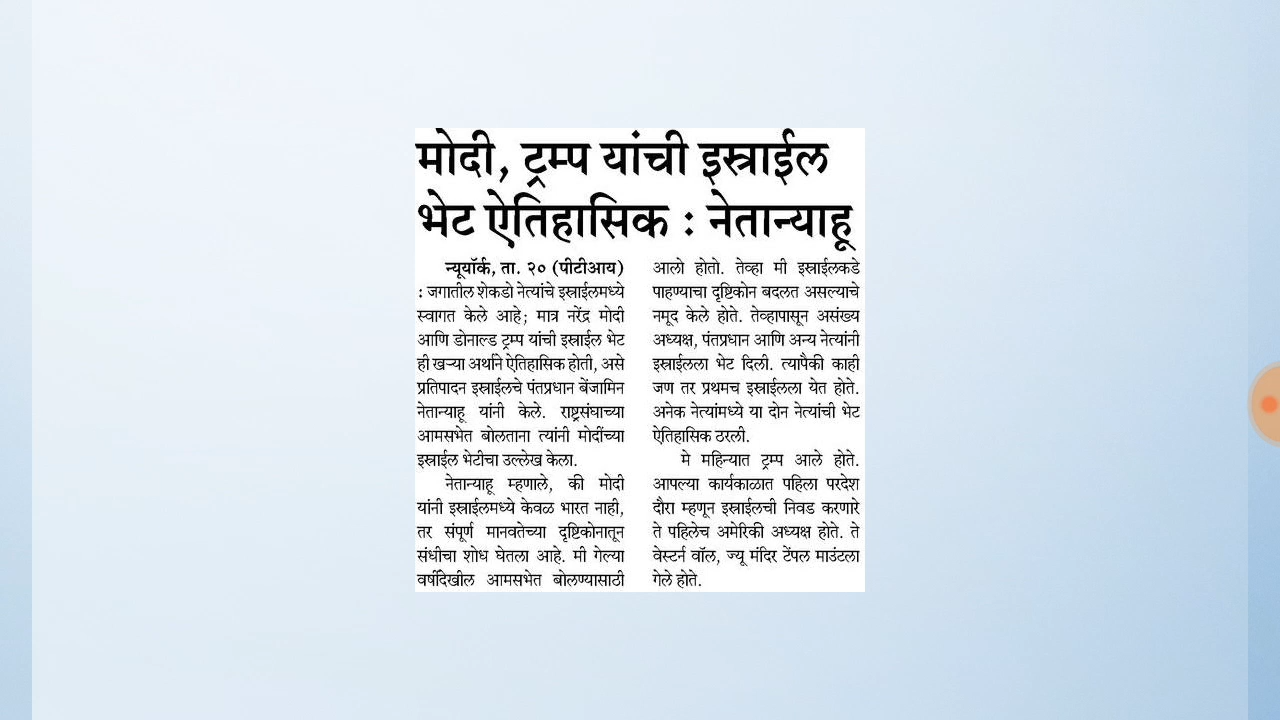 मोदी, ट्रम्प यांची इस्राईल
भेट ऐतिहासिक : नेतान्याहू
न्यूयॉर्क, ता. २० (पीटीआय)
: जगातील शेकडो नेत्यांचे इस्राईलमध्ये
स्वागत केले आहे; मात्र नरेंद्र मोदी
आणि डोनाल्ड ट्रम्प यांची इस्राईल भेट
ही खऱ्या अर्थाने ऐतिहासिक होती, असे
प्रतिपादन इस्राईलचे पंतप्रधान बेंजामिन
नेतान्याहू यांनी केले. राष्ट्रसंघाच्या
आमसभेत बोलताना त्यांनी मोदींच्या
इस्राईल भेटीचा उल्लेख केला.
नेतान्याहू म्हणाले, की मोदी
यांनी इस्राईलमध्ये केवळ भारत नाही,
तर संपूर्ण मानवतेच्या दृष्टिकोनातून
संधीचा शोध घेतला आहे. मी गेल्या
वर्षीदेखील आमसभेत बोलण्यासाठी
आलो होतो. तेव्हा मी इस्राईलकडे
पाहण्याचा दृष्टिकोन बदलत असल्याचे
नमूद केले होते. तेव्हापासून असंख्य
अध्यक्ष, पंतप्रधान आणि अन्य नेत्यांनी
इस्राईलला भेट दिली. त्यापैकी काही
जण तर प्रथमच इस्राईलला येत होते.
अनेक नेत्यांमध्ये या दोन नेत्यांची भेट
ऐतिहासिक ठरली.
मे महिन्यात ट्रम्प आले होते.
आपल्या कार्यकाळात पहिला परदेश
दौरा म्हणून इस्राईलची निवड करणारे
ते पहिलेच अमेरिकी अध्यक्ष होते. ते
वेस्टर्न वॉल, ज्यू मंदिर टेंपल माउंटला
गेले होते.